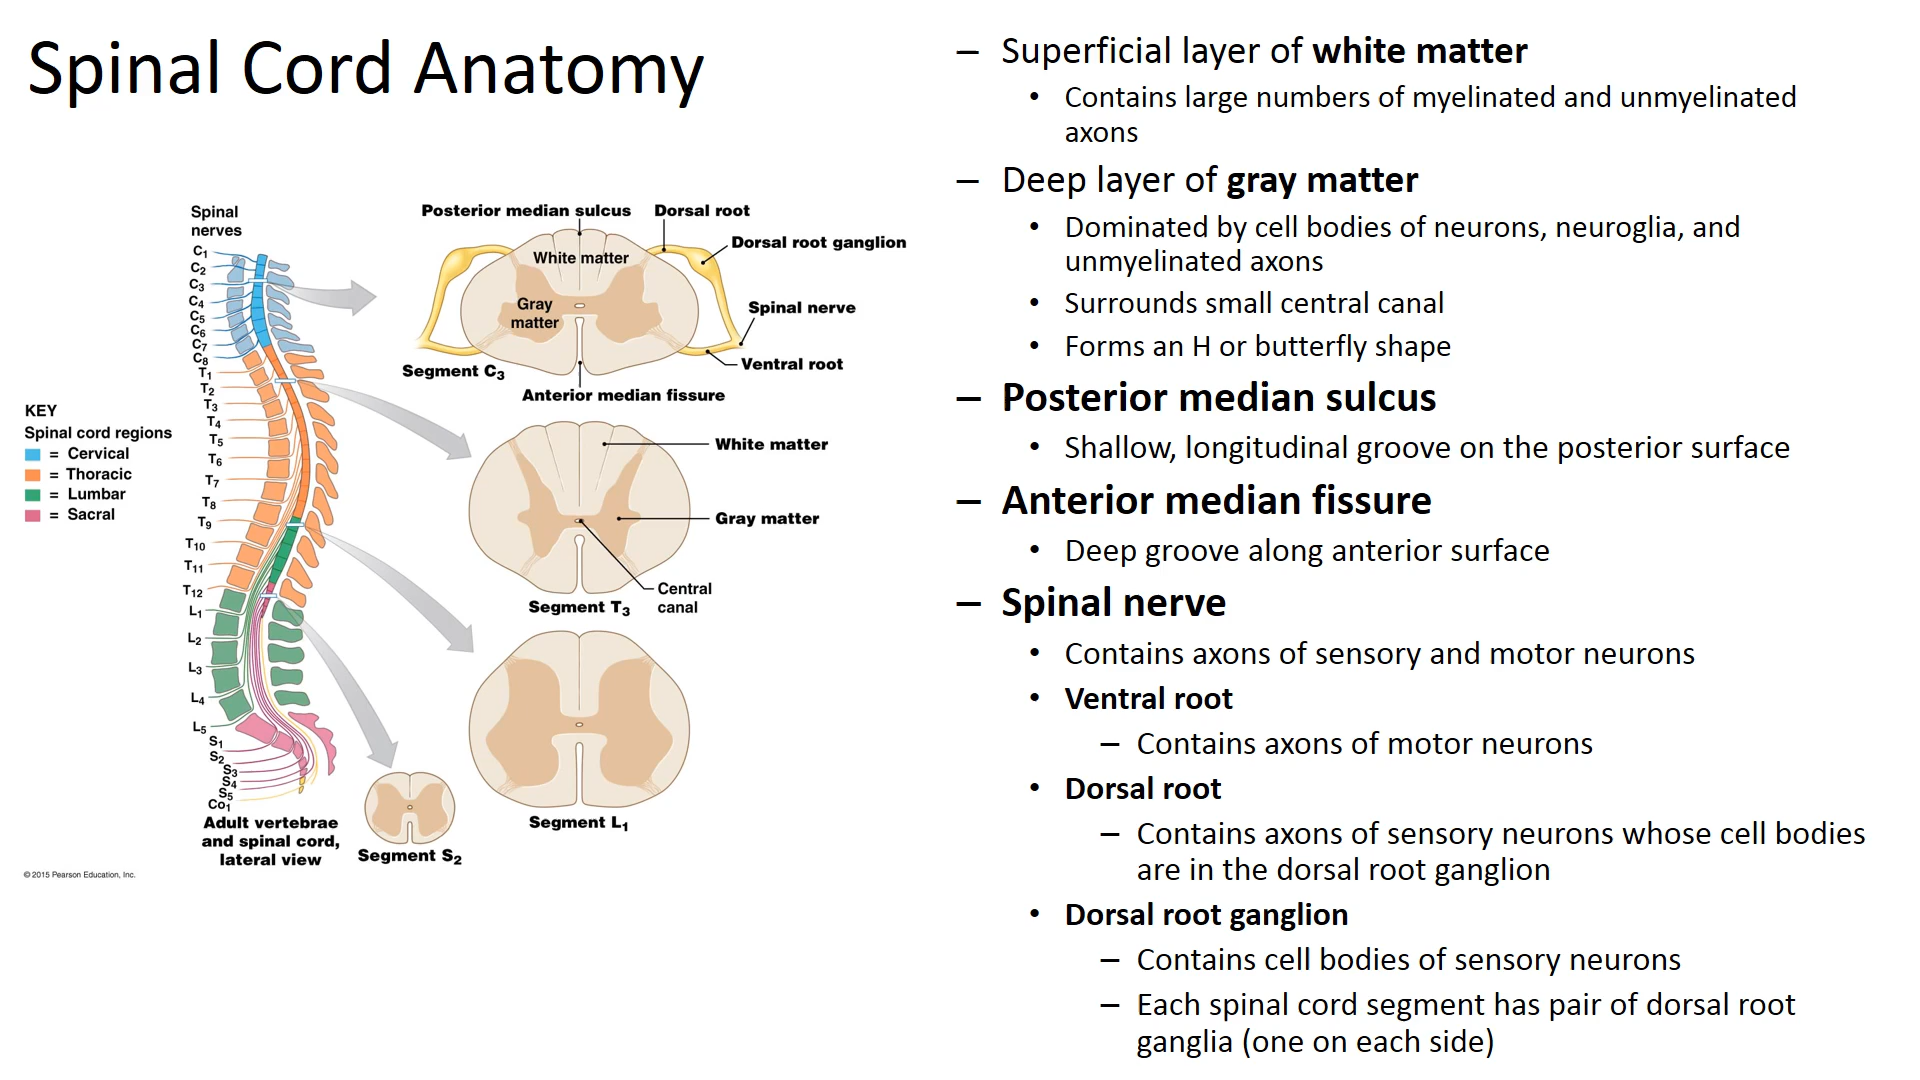 Spinal Cord Anatomy
– Superficial layer of white matter
• Contains large numbers of myelinated and unmyelinated
axons
– Deep layer of gray matter
• Dominated by cell bodies of neurons, neuroglia, and
unmyelinated axons
• Surrounds small central canal
• Forms an H or butterfly shape
– Posterior median sulcus
• Shallow, longitudinal groove on the posterior surface
– Anterior median fissure
• Deep groove along anterior surface
– Spinal nerve
• Contains axons of sensory and motor neurons
• Ventral root
– Contains axons of motor neurons
• Dorsal root
– Contains axons of sensory neurons whose cell bodies
are in the dorsal root ganglion
• Dorsal root ganglion
– Contains cell bodies of sensory neurons
– Each spinal cord segment has pair of dorsal root
ganglia (one on each side)
Spinal
nerves
C1
C2
C3
C4
C5
C6
C7
C8
T1
T2
T3
T4
T5
T6
T7
T8
T9
T10
T11
T12
L1
L2
L3
L4
L5
S1
S2
S3
S4
S5
Co1
Adult vertebrae
and spinal cord,
lateral view
KEY
Spinal cord regions
= Cervical
= Thoracic
= Lumbar
= Sacral
Posterior median sulcus
Dorsal root
Dorsal root ganglion
White matter
Gray
matter
Spinal nerve
Ventral root
Segment C3
Anterior median fissure
White matter
Gray matter
Central
canal
Segment T3
Segment L1
Segment S2
© 2015 Pearson Education, Inc.